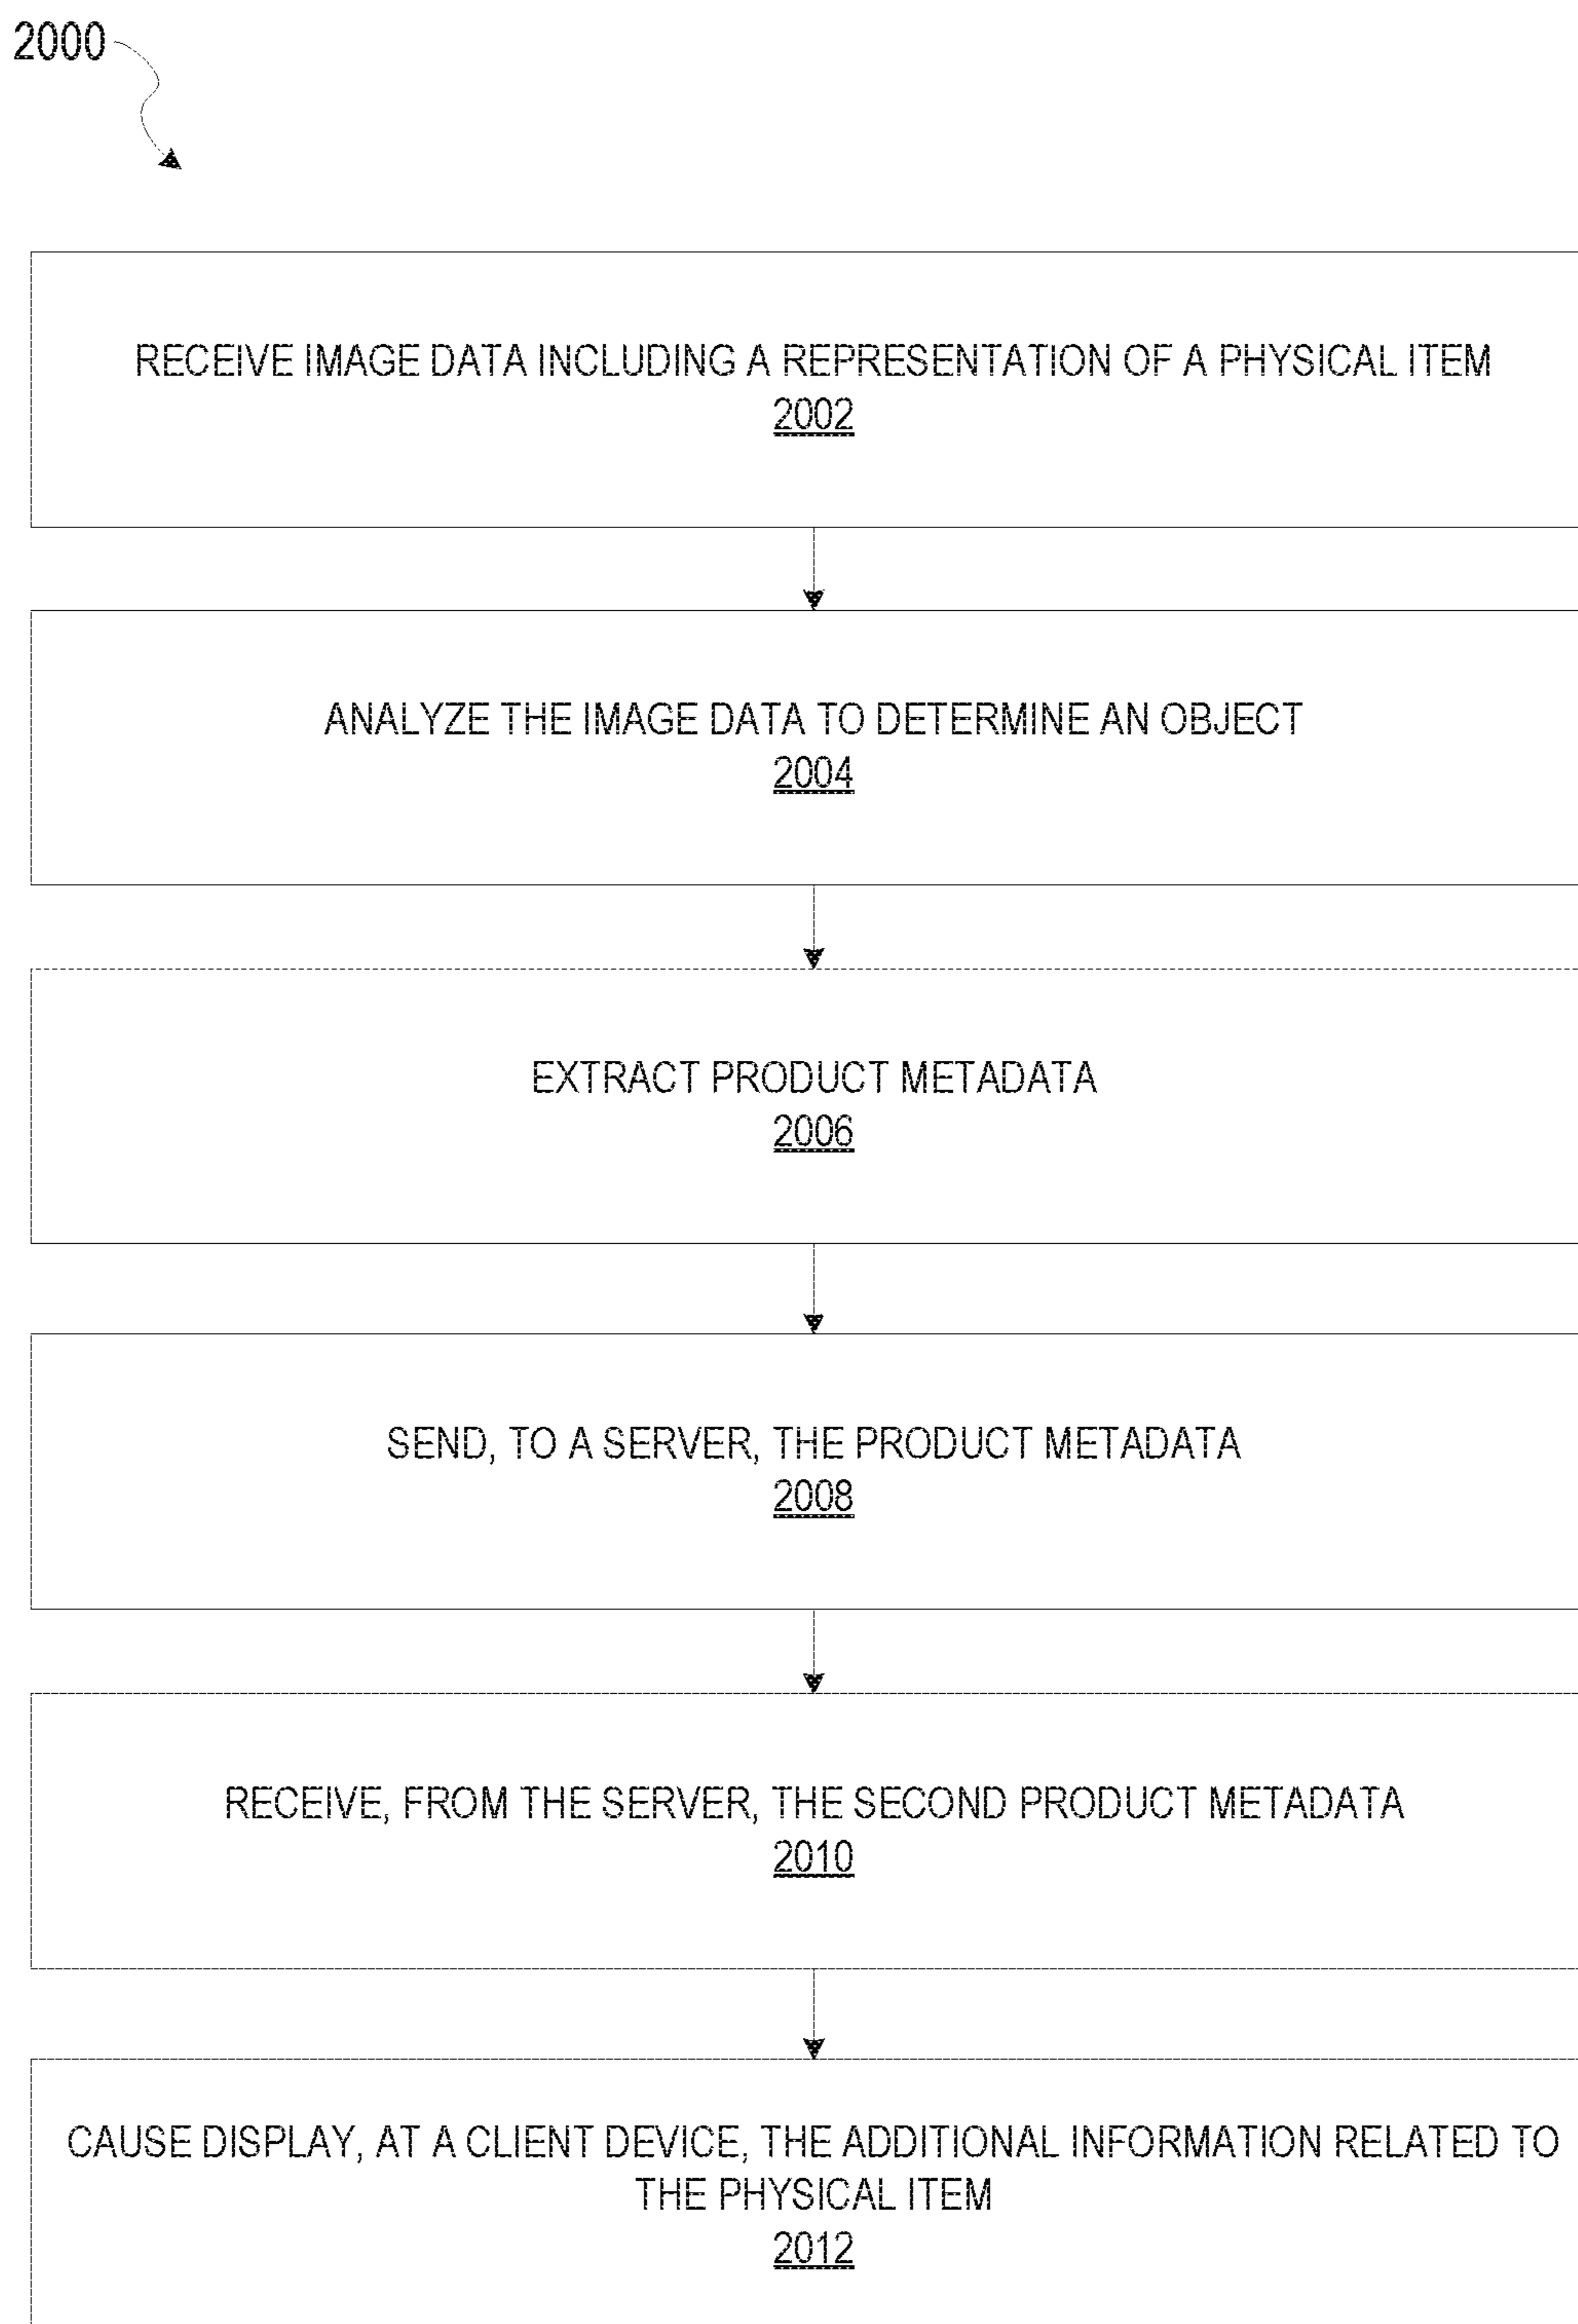 2000
RECEIVE IMAGE DATA INCLUDING A REPRESENTATION OF A PHYSICAL ITEM
2002
ANALYZE THE IMAGE DATA TO DETERMINE AN OBJECT
2004
EXTRACT PRODUCT METADATA
2006
SEND, TO A SERVER, THE PRODUCT METADATA
2008
RECEIVE, FROM THE SERVER, THE SECOND PRODUCT METADATA
2010
CAUSE DISPLAY, AT A CLIENT DEVICE, THE ADDITIONAL INFORMATION RELATED TO
THE PHYSICAL ITEM
2012